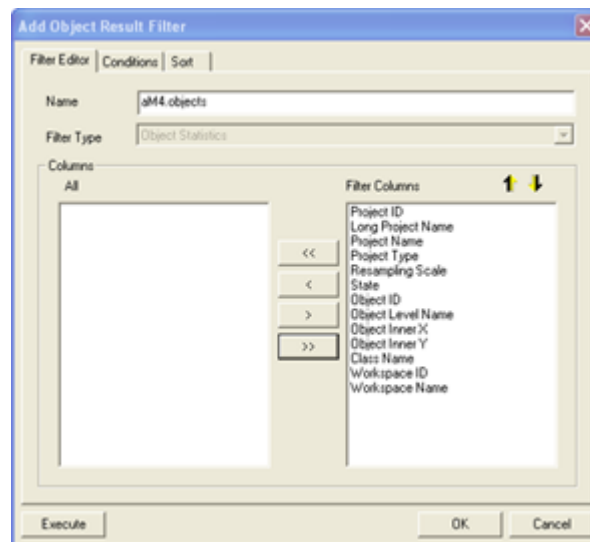 Add Object Result Filter
Filter Editor Conditions Sort
Name aM4.objects
Filter Type Object Statistics
Columns
All Filter Columns
Project ID
Long Project Name
Project Name
Project Type
Resampling Scale
State
Object ID
Object Level Name
Object Inner X
Object Inner Y
Class Name
Workspace ID
Workspace Name
<<
<
>
>>
Execute OK Cancel